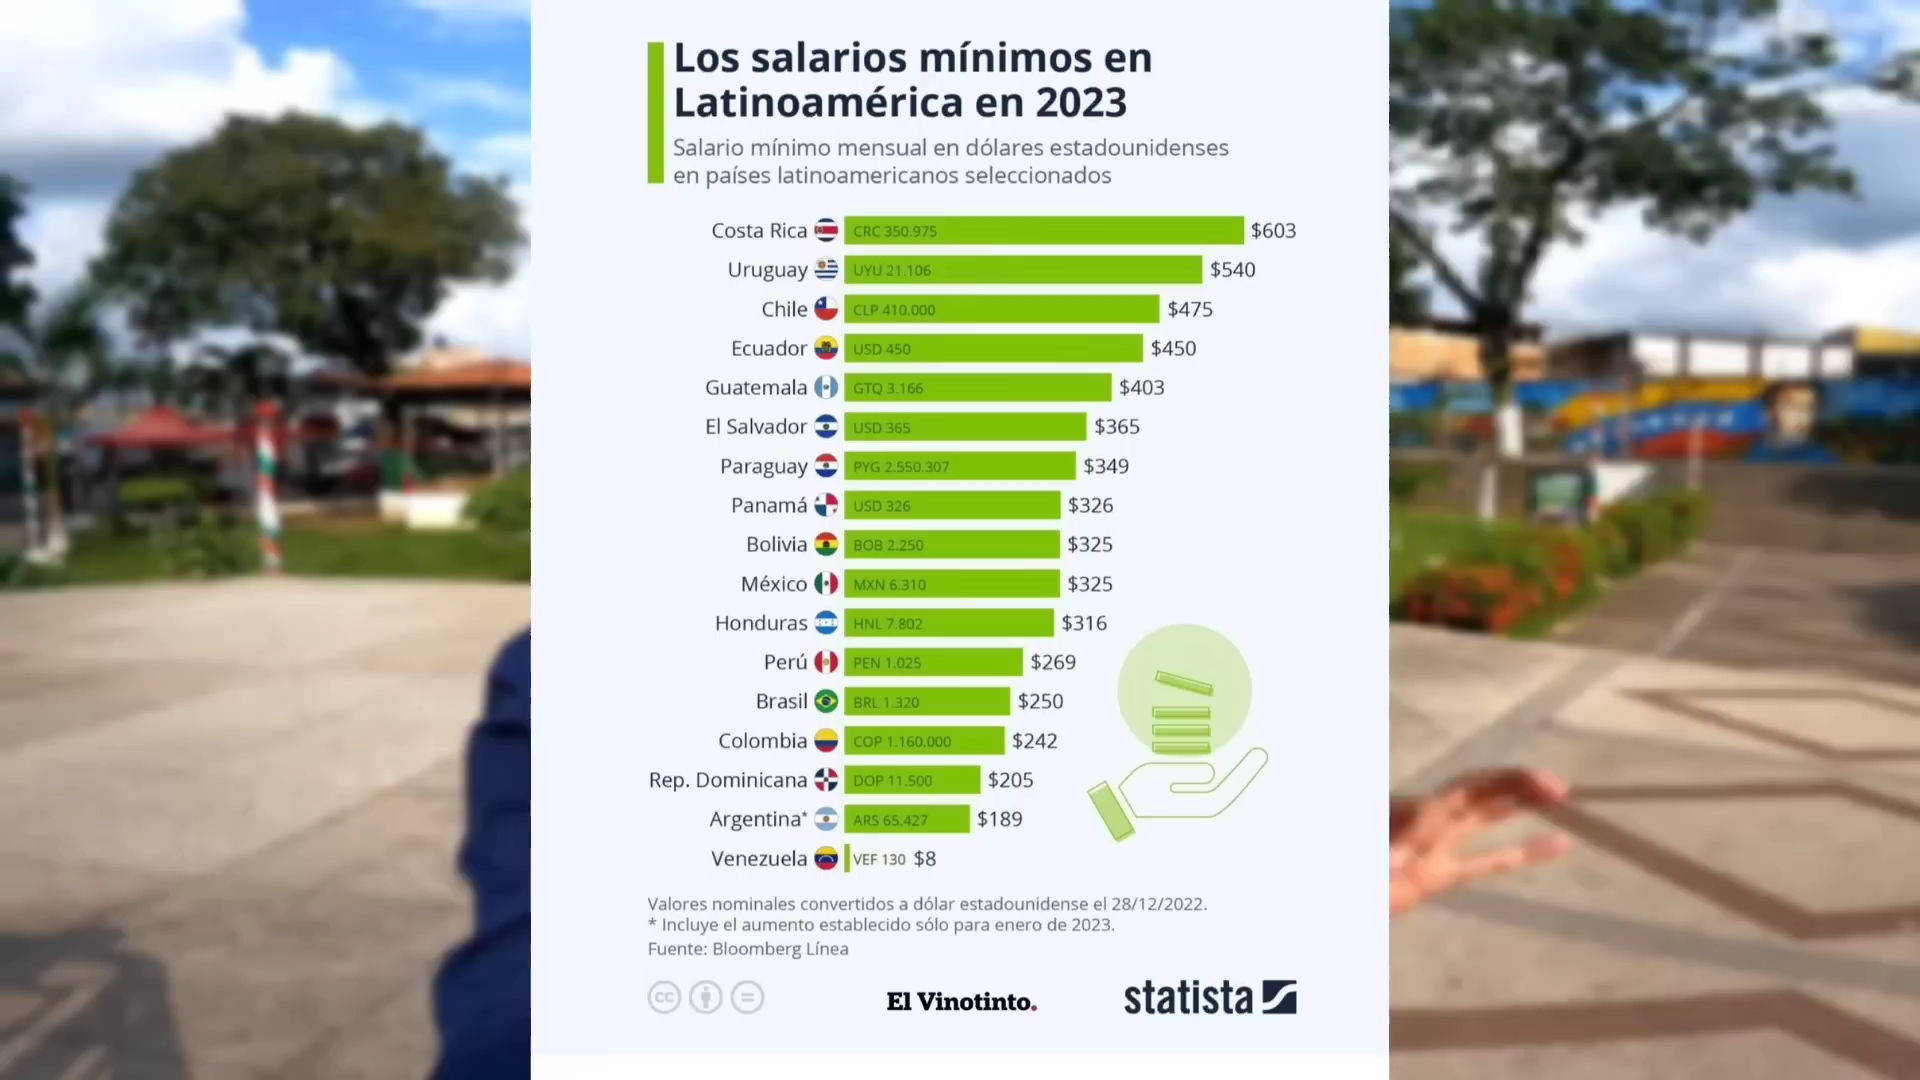 Los salarios mínimos en
Latinoamérica en 2023
Salario mínimo mensual en dólares estadounidenses
en países latinoamericanos seleccionados
Costa Rica CRC 350.975 $603
Uruguay UYU 21.106 $540
Chile CLP 410.000 $475
Ecuador USD 450 $450
Guatemala GTQ 3.166 $403
El Salvador USD 365 $365
Paraguay PYG 2.550.307 $349
Panamá USD 326 $326
Bolivia BOB 2.250 $325
México MXN 6.310 $325
Honduras HNL 7.802 $316
Perú PEN 1.025 $269
Brasil BRL 1.320 $250
Colombia COP 1.160.000 $242
Rep. Dominicana DOP 11.500 $205
Argentina* ARS 65.427 $189
Venezuela VEF 130 $8
Valores nominales convertidos a dólar estadounidense el 28/12/2022.
* Incluye el aumento establecido sólo para enero de 2023.
Fuente: Bloomberg Línea
cc El Vinotinto. statista